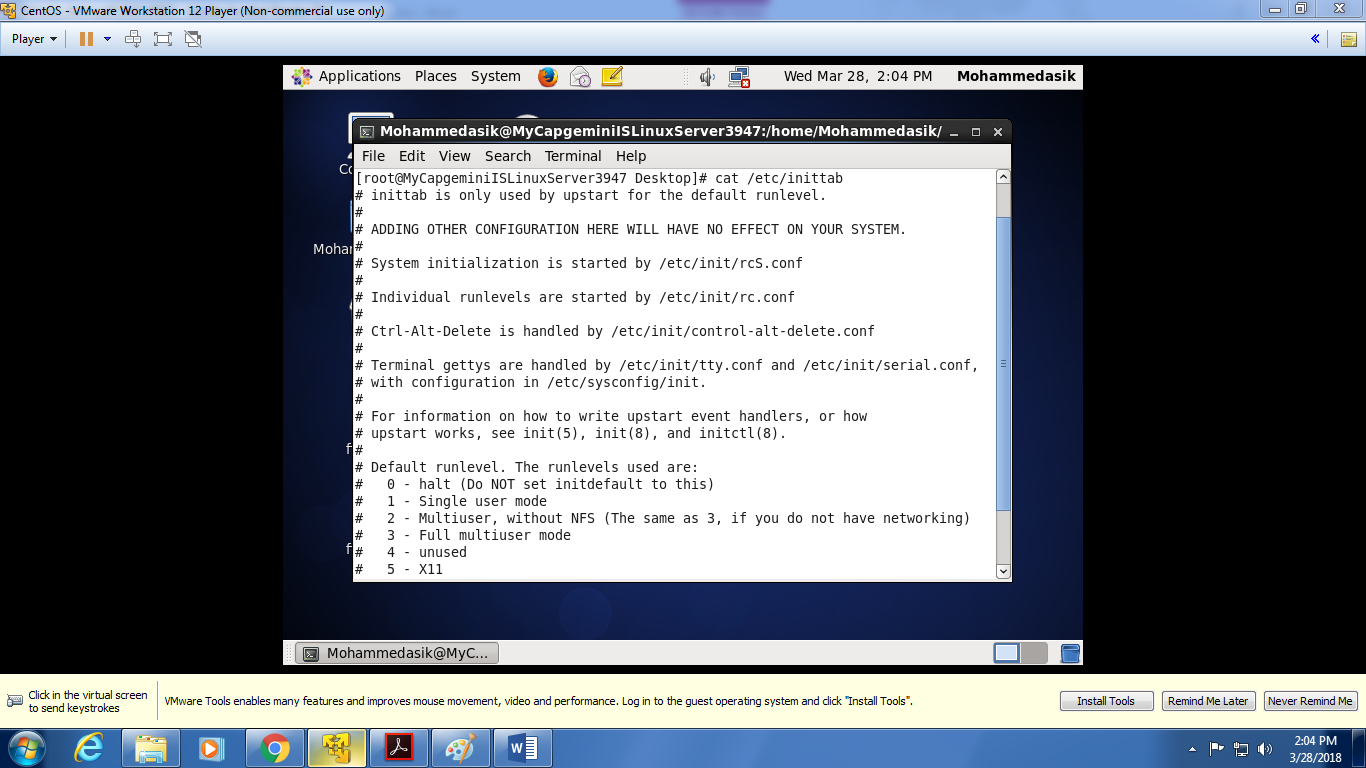 CentOS - VMware Workstation 12 Player (Non-commercial use only)
Player
Applications Places System Wed Mar 28, 2:04 PM Mohammedasik
Mohammedasik@MyCapgeminiISLinuxServer3947:/home/Mohammedasik/
File Edit View Search Terminal Help
[root@MyCapgeminiISLinuxServer3947 Desktop]# cat /etc/inittab
# inittab is only used by upstart for the default runlevel.
#
# ADDING OTHER CONFIGURATION HERE WILL HAVE NO EFFECT ON YOUR SYSTEM.
#
# System initialization is started by /etc/init/rcS.conf
#
# Individual runlevels are started by /etc/init/rc.conf
#
# Ctrl-Alt-Delete is handled by /etc/init/control-alt-delete.conf
#
# Terminal gettys are handled by /etc/init/tty.conf and /etc/init/serial.conf,
# with configuration in /etc/sysconfig/init.
#
# For information on how to write upstart event handlers, or how
# upstart works, see init(5), init(8), and initctl(8).
#
# Default runlevel. The runlevels used are:
#   0 - halt (Do NOT set initdefault to this)
#   1 - Single user mode
#   2 - Multiuser, without NFS (The same as 3, if you do not have networking)
#   3 - Full multiuser mode
#   4 - unused
#   5 - X11
Mohammedasik@MyC...
Click in the virtual screen
to send keystrokes
VMware Tools enables many features and improves mouse movement, video and performance. Log in to the guest operating system and click "Install Tools".
Install Tools Remind Me Later Never Remind Me
2:04 PM
3/28/2018